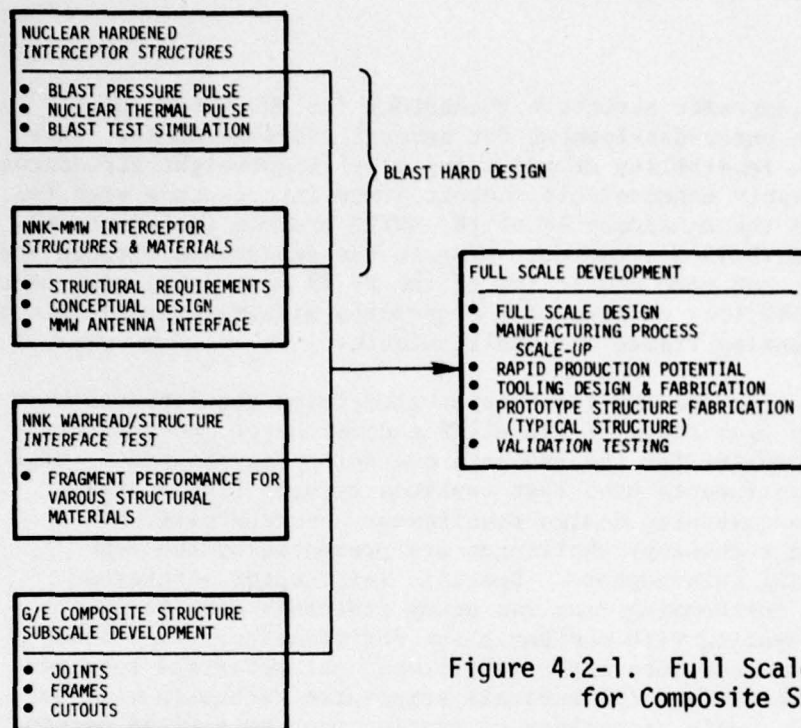 NUCLEAR HARDENED
INTERCEPTOR STRUCTURES
● BLAST PRESSURE PULSE
● NUCLEAR THERMAL PULSE
● BLAST TEST SIMULATION
BLAST HARD DESIGN
NNK-MMW INTERCEPTOR
STRUCTURES & MATERIALS
● STRUCTURAL REQUIREMENTS
● CONCEPTUAL DESIGN
● MMW ANTENNA INTERFACE
NNK WARHEAD/STRUCTURE
INTERFACE TEST
● FRAGMENT PERFORMANCE FOR
VAROUS STRUCTURAL
MATERIALS
G/E COMPOSITE STRUCTURE
SUBSCALE DEVELOPMENT
● JOINTS
● FRAMES
● CUTOUTS
FULL SCALE DEVELOPMENT
● FULL SCALE DESIGN
● MANUFACTURING PROCESS
SCALE-UP
● RAPID PRODUCTION POTENTIAL
● TOOLING DESIGN & FABRICATION
● PROTOTYPE STRUCTURE FABRICATION
(TYPICAL STRUCTURE)
● VALIDATION TESTING
Figure 4.2-1. Full Scal
for Composite S